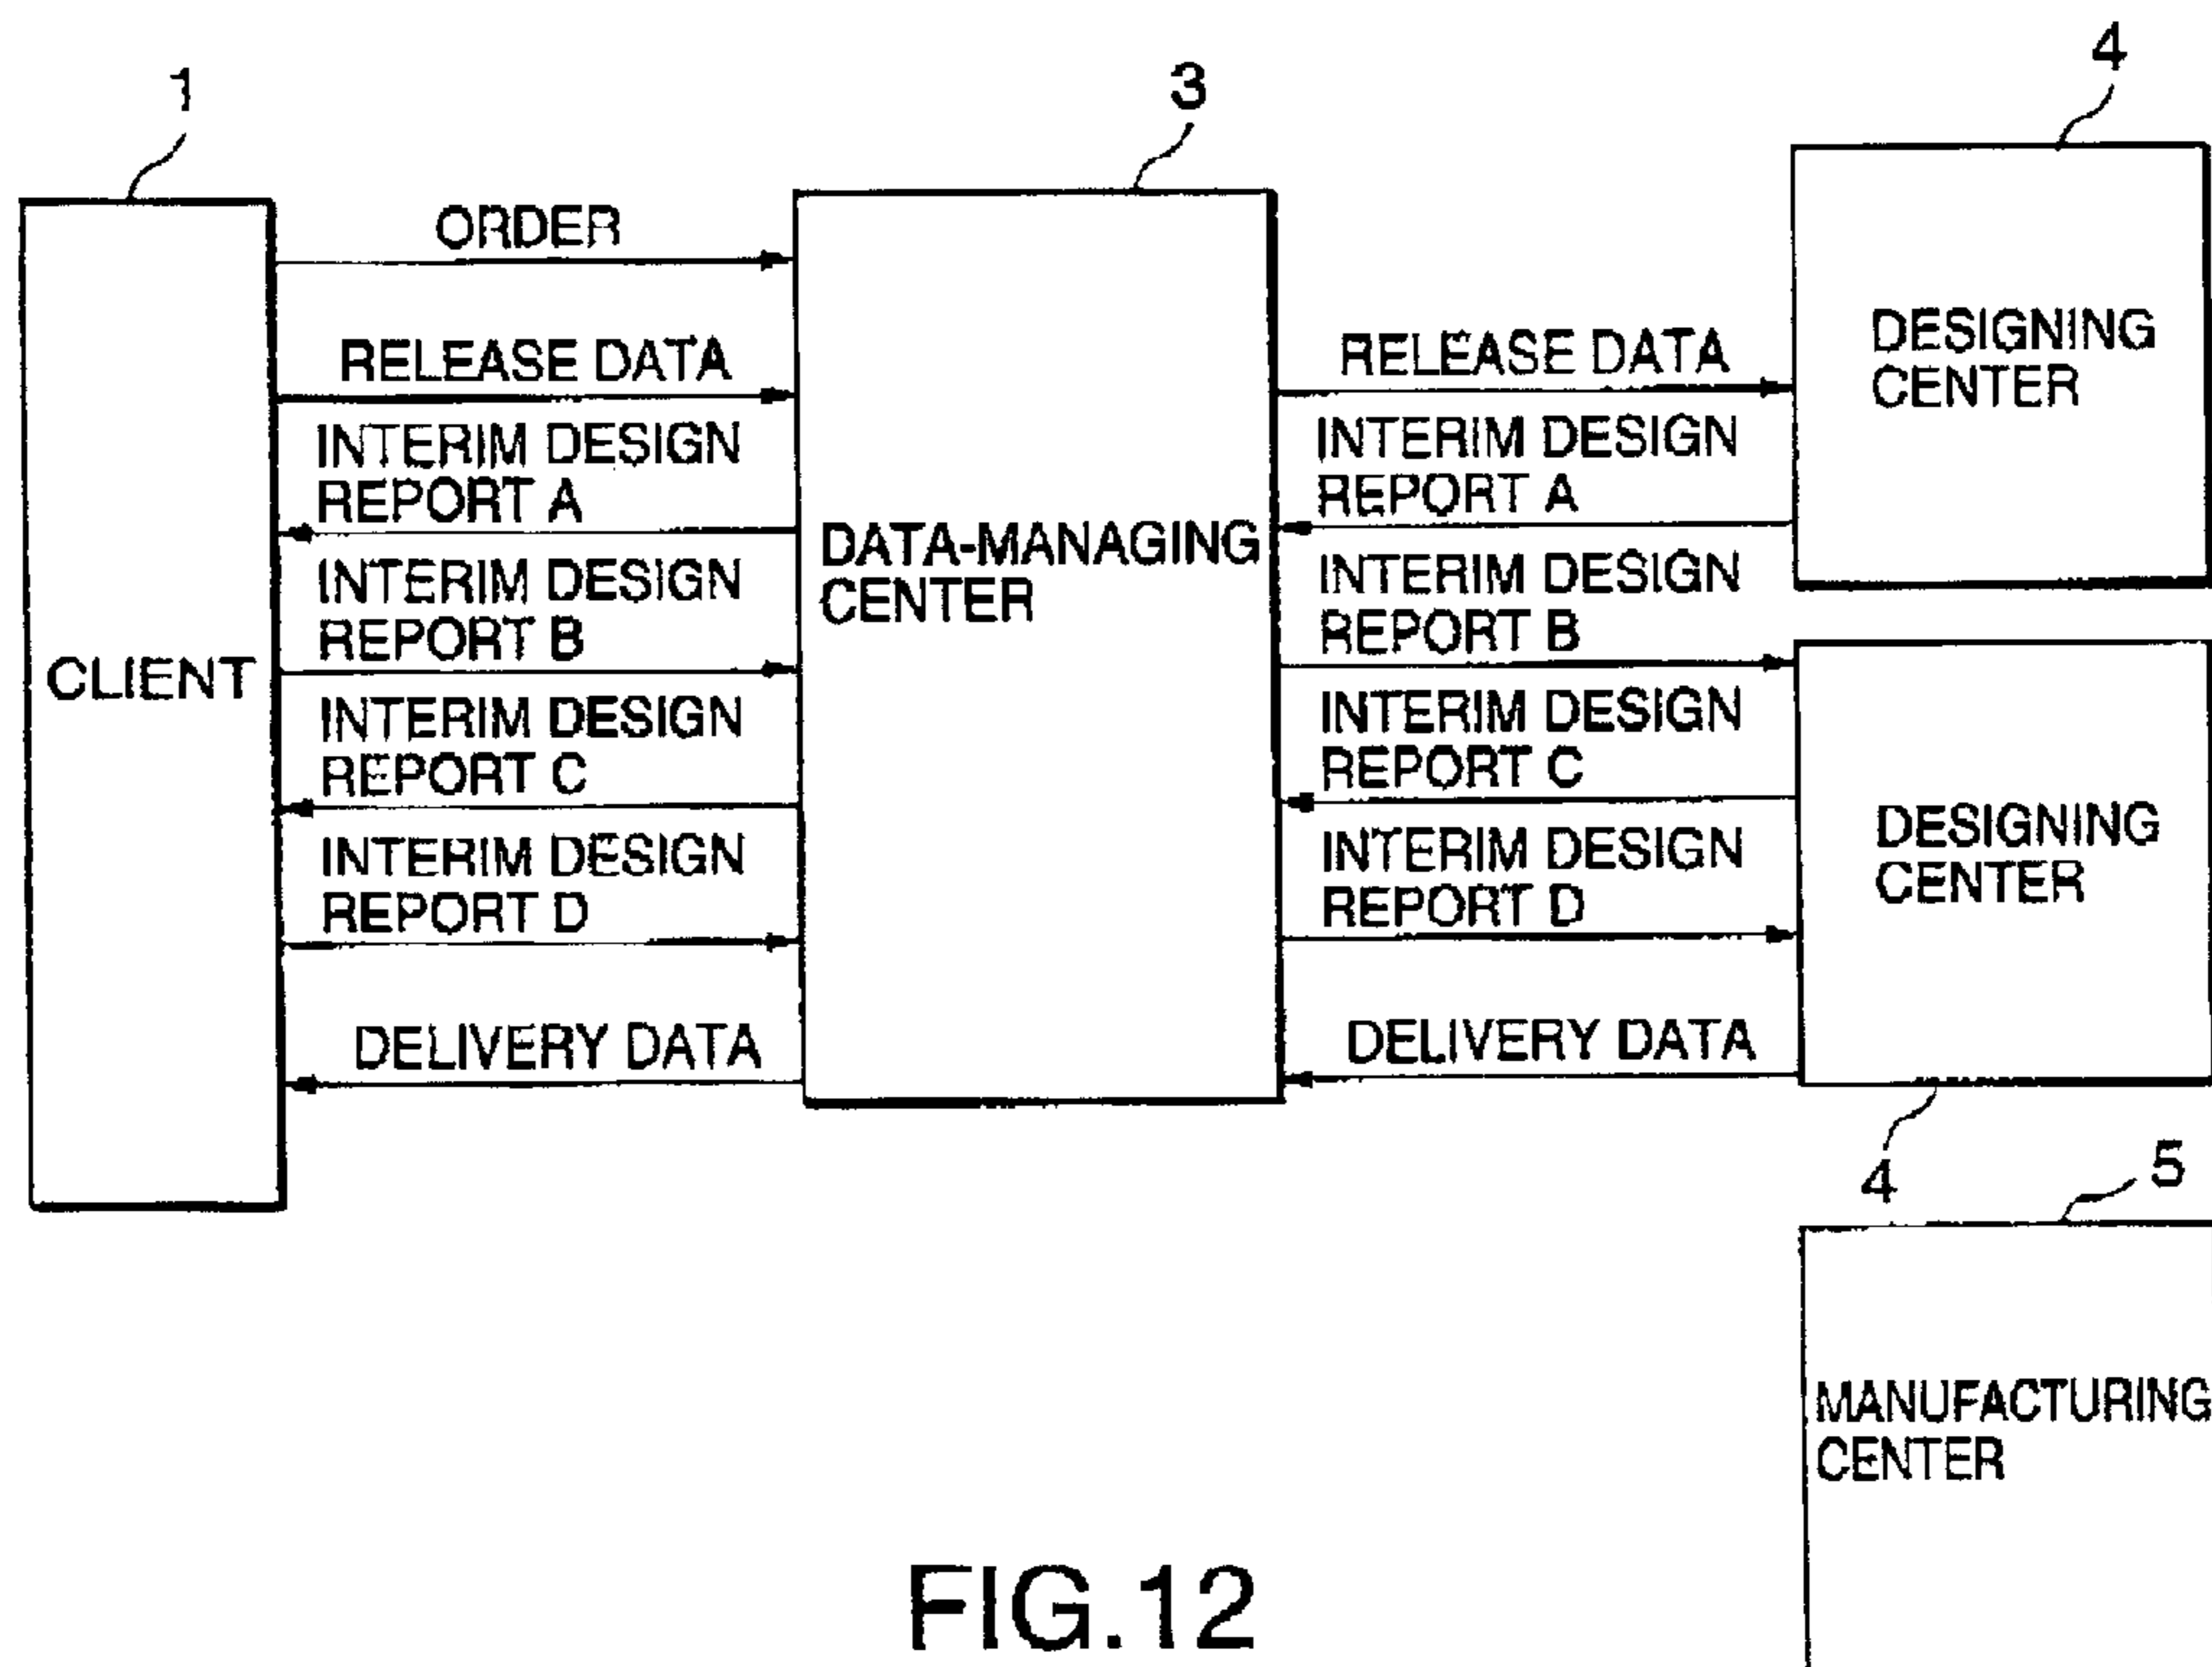 1
3
4
ORDER
RELEASE DATA
INTERIM DESIGN
REPORT A
INTERIM DESIGN
REPORT B
INTERIM DESIGN
REPORT C
INTERIM DESIGN
REPORT D
DELIVERY DATA
CLIENT
DATA-MANAGING
CENTER
RELEASE DATA
INTERIM DESIGN
REPORT A
INTERIM DESIGN
REPORT B
INTERIM DESIGN
REPORT C
INTERIM DESIGN
REPORT D
DELIVERY DATA
DESIGNING
CENTER
DESIGNING
CENTER
4
5
MANUFACTURING
CENTER
FIG.12